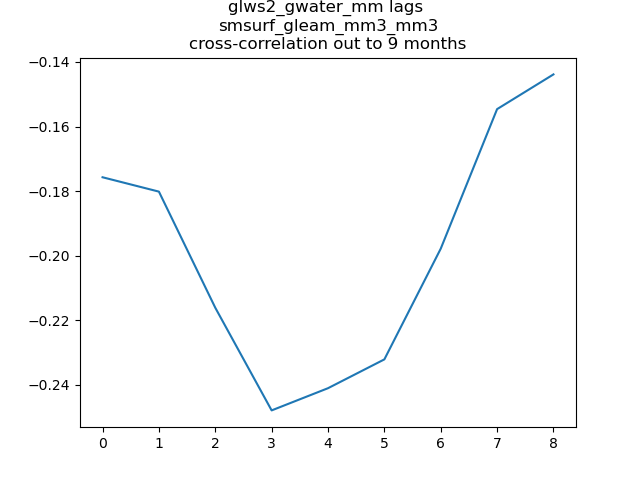 glws2_gwater_mm lags
smsurf_gleam_mm3_mm3
cross-correlation out to 9 months
−0.14
−0.16
−0.18
−0.20
−0.22
−0.24
0 1 2 3 4 5 6 7 8